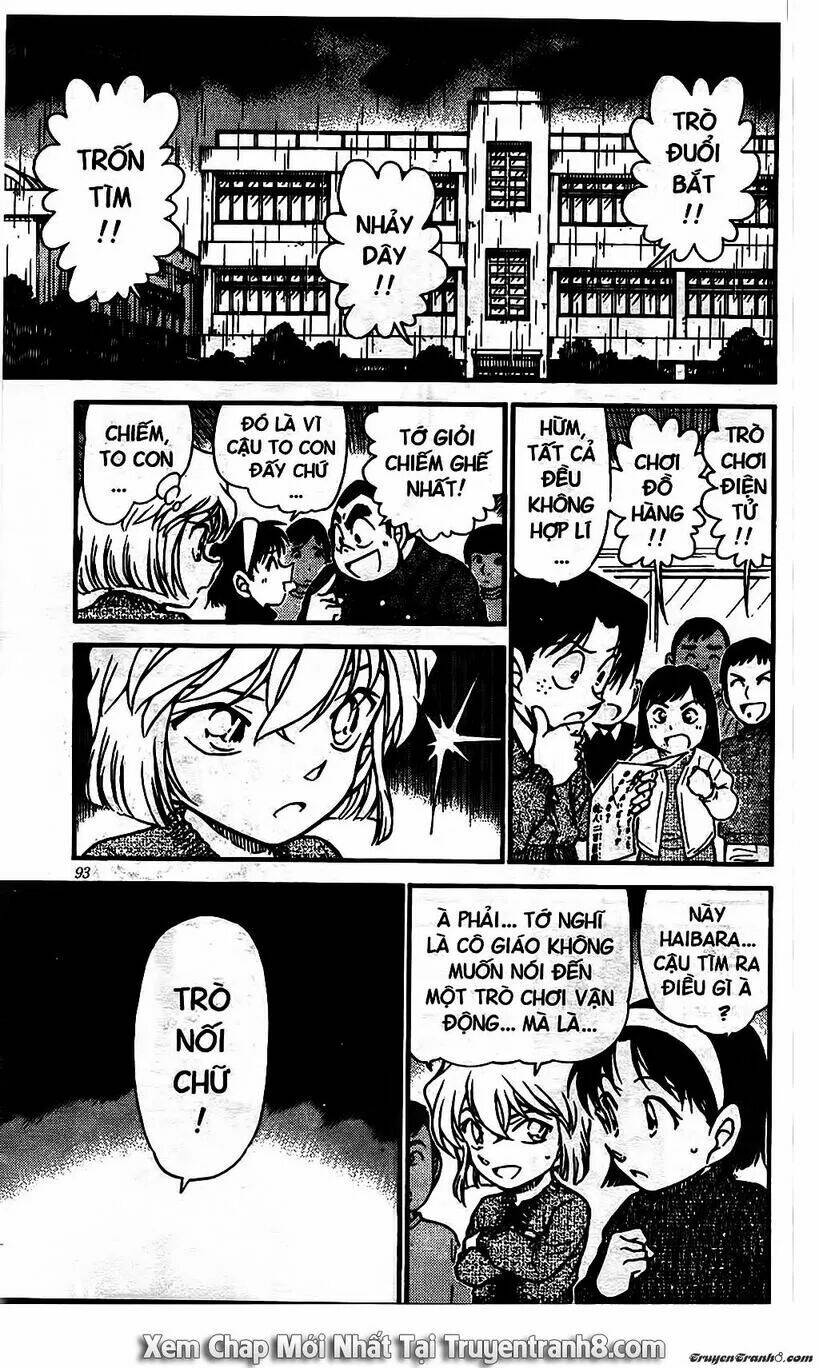 TRÒ
ĐUỔI
BẮT
!!
NHẢY
DÂY
!!
TRỐN
TÌM
!!
TRÒ
CHƠI
ĐIỆN
TỬ !!
CHƠI
ĐỒ
HÀNG
!!
HỪM,
TẤT CẢ
ĐỀU
KHÔNG
HỢP LÍ
...
TỚ GIỎI
CHIẾM GHẾ
NHẤT!
ĐÓ LÀ VÌ
CẬU TO CON
ĐẤY CHỨ
...
CHIẾM,
TO CON
...
93
NÀY
HAIBARA...
CẬU TÌM RA
ĐIỀU GÌ À
?
À PHẢI... TỚ NGHĨ
LÀ CÔ GIÁO KHÔNG
MUỐN NÓI ĐẾN
MỘT TRÒ CHƠI VẬN
ĐỘNG... MÀ LÀ...
TRÒ
NỐI
CHỮ
!
Xem Chap Mới Nhất Tại Truyentranh8.com
TruyenTranh8.com